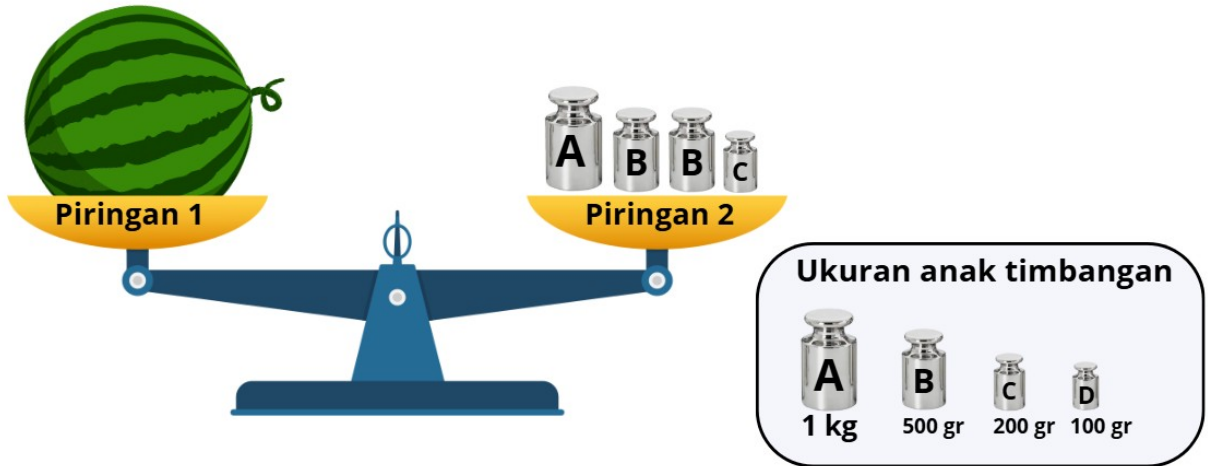 A B B C
Piringan 1
Piringan 2
Ukuran anak timbangan
A B C D
1 kg 500 gr 200 gr 100 gr